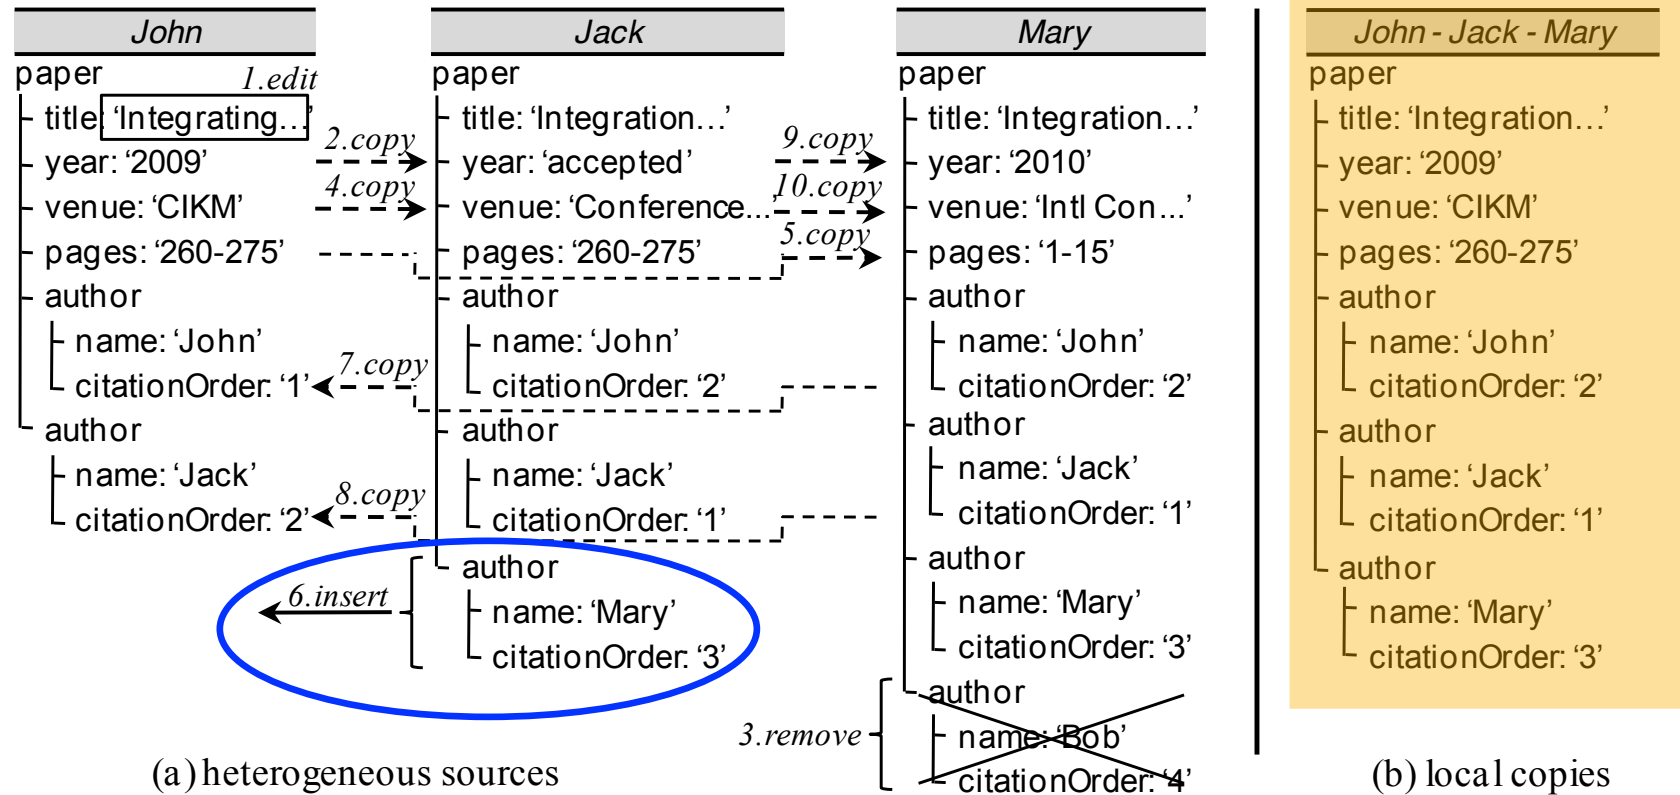 John
paper
1.edit
title: ‘Integrating…’
year: ‘2009’
venue: ‘CIKM’
pages: ‘260-275’
author
name: ‘John’
citationOrder: ‘1’
author
name: ‘Jack’
citationOrder: ‘2’
2.copy
4.copy
7.copy
8.copy
6.insert
Jack
paper
title: ‘Integration…’
year: ‘accepted’
venue: ‘Conference...’
pages: ‘260-275’
author
name: ‘John’
citationOrder: ‘2’
author
name: ‘Jack’
citationOrder: ‘1’
author
name: ‘Mary’
citationOrder: ‘3’
9.copy
10.copy
5.copy
3.remove
Mary
paper
title: ‘Integration…’
year: ‘2010’
venue: ‘Intl Con…’
pages: ‘1-15’
author
name: ‘John’
citationOrder: ‘2’
author
name: ‘Jack’
citationOrder: ‘1’
author
name: ‘Mary’
citationOrder: ‘3’
author
name: ‘Bob’
citationOrder: ‘4’
(a) heterogeneous sources
John - Jack - Mary
paper
title: ‘Integration…’
year: ‘2009’
venue: ‘CIKM’
pages: ‘260-275’
author
name: ‘John’
citationOrder: ‘2’
author
name: ‘Jack’
citationOrder: ‘1’
author
name: ‘Mary’
citationOrder: ‘3’
(b) local copies